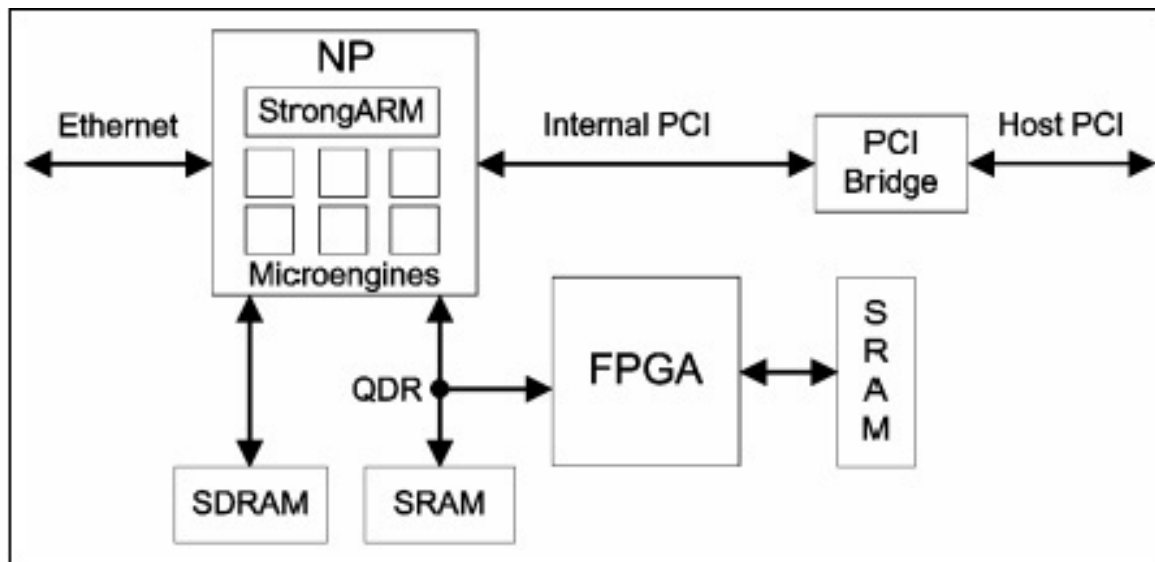 NP
StrongARM
Ethernet
Internal PCI
Host PCI
PCI
Bridge
Microengines
FPGA
S
R
A
M
QDR
SDRAM
SRAM